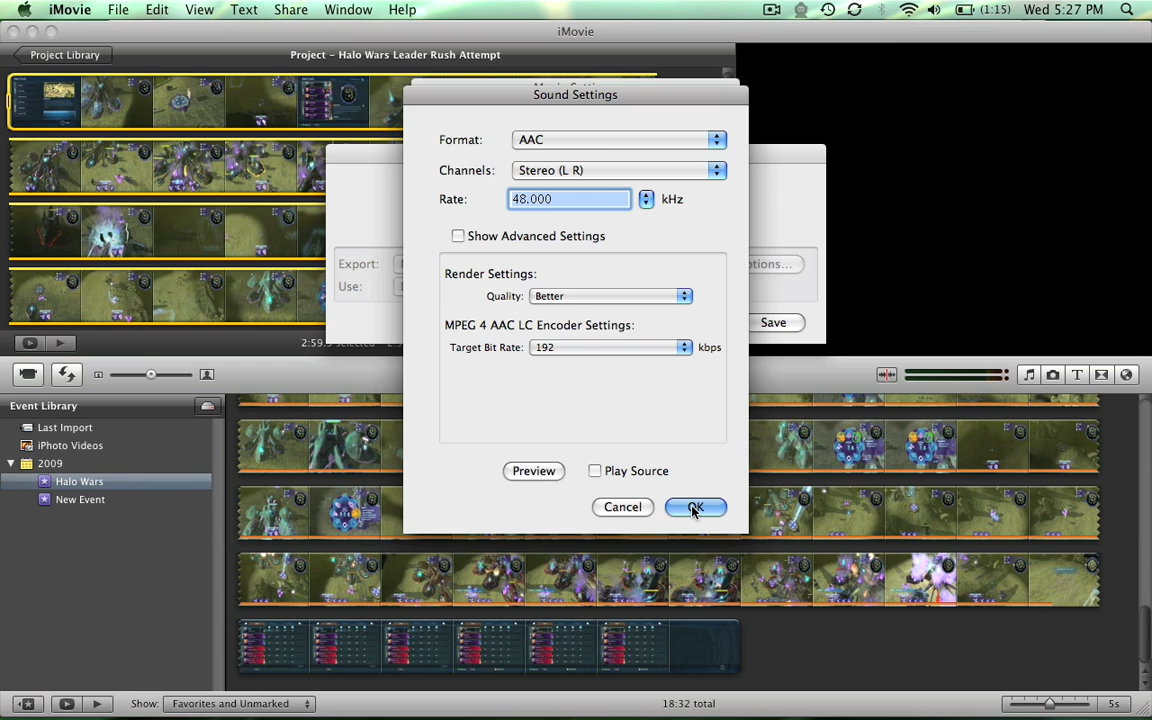 iMovie File Edit View Text Share Window Help (1:15) Wed 5:27 PM
iMovie
Project Library Project – Halo Wars Leader Rush Attempt
Sound Settings
Format: AAC
Channels: Stereo (L R)
Rate: 48.000 kHz
Show Advanced Settings
Render Settings:
Quality: Better
MPEG 4 AAC LC Encoder Settings:
Target Bit Rate: 192 kbps
Preview Play Source
Cancel OK
Export:
Use:
Save
Event Library
Last Import
iPhoto Videos
2009
Halo Wars
New Event
Show: Favorites and Unmarked 18:32 total 5s